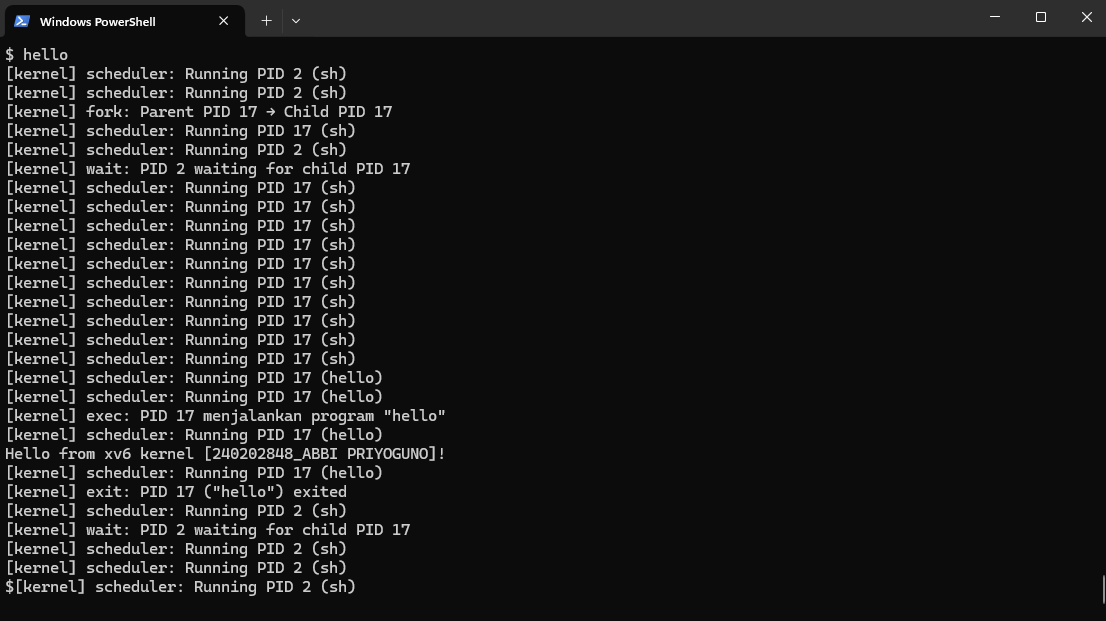 Windows PowerShell
$ hello
[kernel] scheduler: Running PID 2 (sh)
[kernel] scheduler: Running PID 2 (sh)
[kernel] fork: Parent PID 17 → Child PID 17
[kernel] scheduler: Running PID 17 (sh)
[kernel] scheduler: Running PID 2 (sh)
[kernel] wait: PID 2 waiting for child PID 17
[kernel] scheduler: Running PID 17 (sh)
[kernel] scheduler: Running PID 17 (sh)
[kernel] scheduler: Running PID 17 (sh)
[kernel] scheduler: Running PID 17 (sh)
[kernel] scheduler: Running PID 17 (sh)
[kernel] scheduler: Running PID 17 (sh)
[kernel] scheduler: Running PID 17 (sh)
[kernel] scheduler: Running PID 17 (sh)
[kernel] scheduler: Running PID 17 (sh)
[kernel] scheduler: Running PID 17 (sh)
[kernel] scheduler: Running PID 17 (hello)
[kernel] scheduler: Running PID 17 (hello)
[kernel] exec: PID 17 menjalankan program "hello"
[kernel] scheduler: Running PID 17 (hello)
Hello from xv6 kernel [240202848_ABBI PRIYOGUNO]!
[kernel] scheduler: Running PID 17 (hello)
[kernel] exit: PID 17 ("hello") exited
[kernel] scheduler: Running PID 2 (sh)
[kernel] wait: PID 2 waiting for child PID 17
[kernel] scheduler: Running PID 2 (sh)
[kernel] scheduler: Running PID 2 (sh)
$[kernel] scheduler: Running PID 2 (sh)